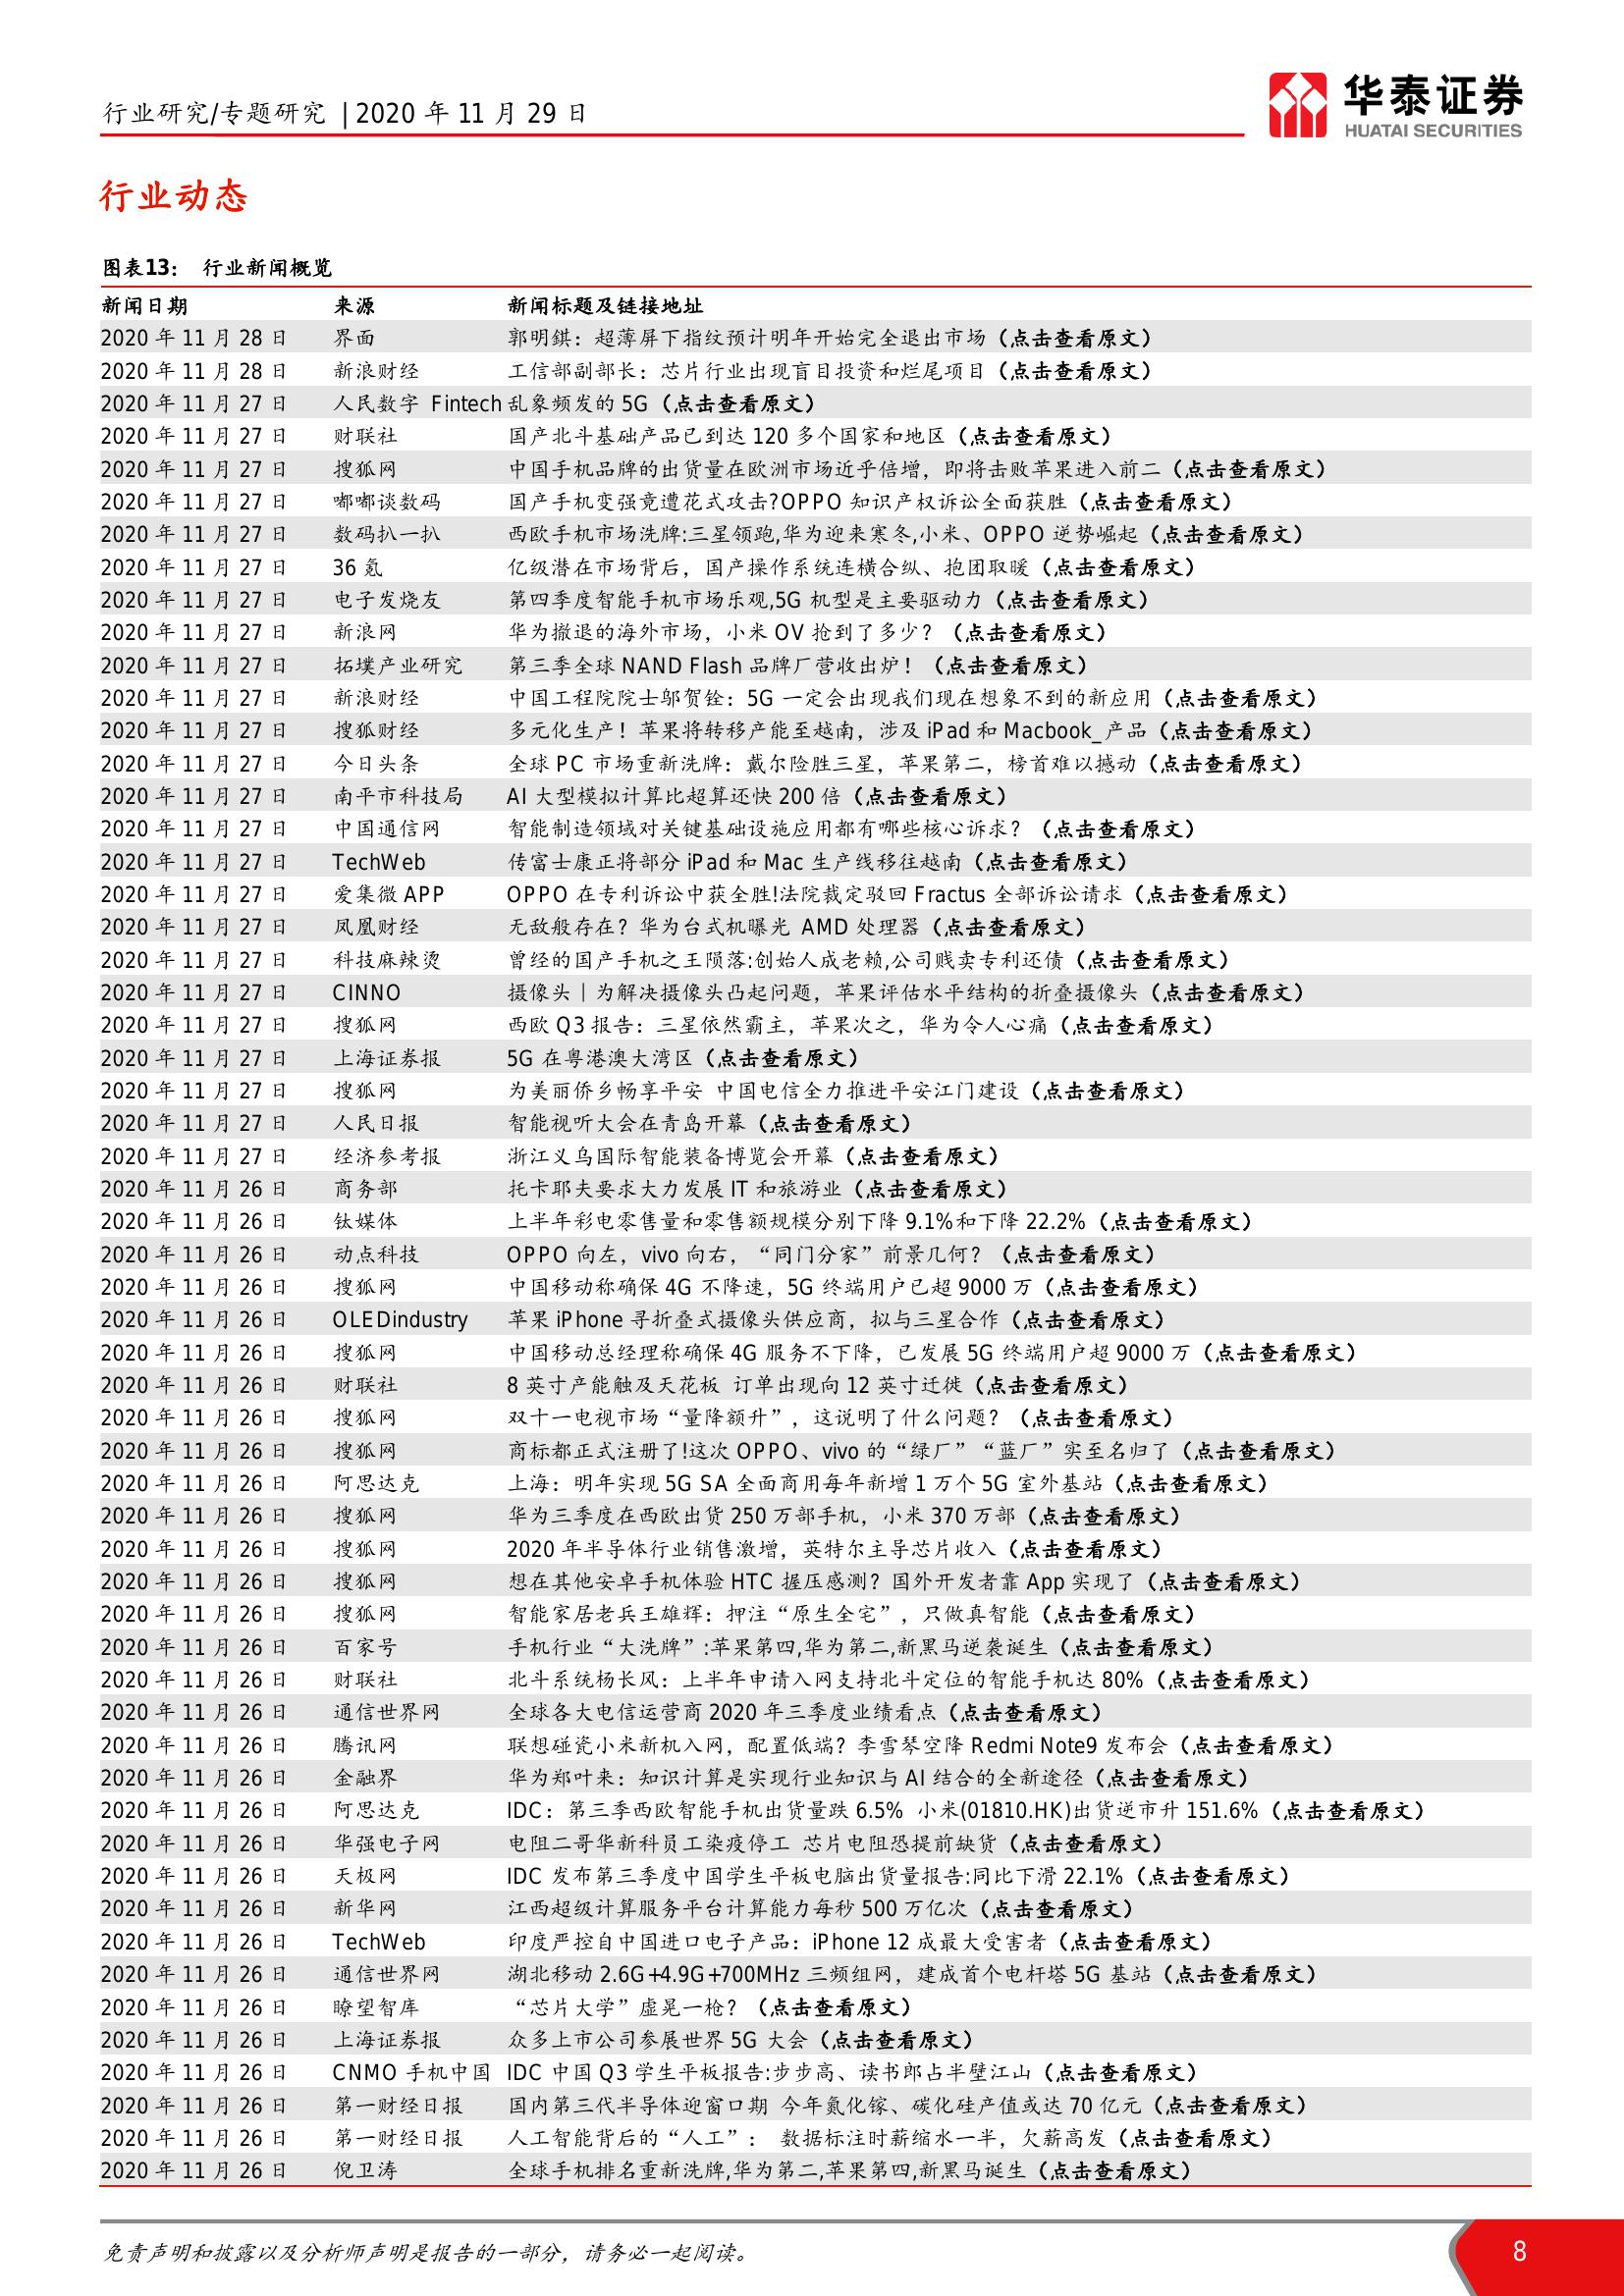 行业研究/专题研究 | 2020 年 11 月 29 日
华泰证券
HUATAI SECURITIES
行业动态
图表13： 行业新闻概览
新闻日期 来源 新闻标题及链接地址
2020 年 11 月 28 日 界面 郭明錤：超薄屏下指纹预计明年开始完全退出市场（点击查看原文）
2020 年 11 月 28 日 新浪财经 工信部副部长：芯片行业出现盲目投资和烂尾项目（点击查看原文）
2020 年 11 月 27 日 人民数字 Fintech 乱象频发的 5G（点击查看原文）
2020 年 11 月 27 日 财联社 国产北斗基础产品已到达 120 多个国家和地区（点击查看原文）
2020 年 11 月 27 日 搜狐网 中国手机品牌的出货量在欧洲市场近乎倍增，即将击败苹果进入前二（点击查看原文）
2020 年 11 月 27 日 嘟嘟谈数码 国产手机变强竟遭花式攻击?OPPO 知识产权诉讼全面获胜（点击查看原文）
2020 年 11 月 27 日 数码扒一扒 西欧手机市场洗牌:三星领跑,华为迎来寒冬,小米、OPPO 逆势崛起（点击查看原文）
2020 年 11 月 27 日 36 氪 亿级潜在市场背后，国产操作系统连横合纵、抱团取暖（点击查看原文）
2020 年 11 月 27 日 电子发烧友 第四季度智能手机市场乐观,5G 机型是主要驱动力（点击查看原文）
2020 年 11 月 27 日 新浪网 华为撤退的海外市场，小米 OV 抢到了多少？（点击查看原文）
2020 年 11 月 27 日 拓墣产业研究 第三季全球 NAND Flash 品牌厂营收出炉！（点击查看原文）
2020 年 11 月 27 日 新浪财经 中国工程院院士邬贺铨：5G 一定会出现我们现在想象不到的新应用（点击查看原文）
2020 年 11 月 27 日 搜狐财经 多元化生产！苹果将转移产能至越南，涉及 iPad 和 Macbook_产品（点击查看原文）
2020 年 11 月 27 日 今日头条 全球 PC 市场重新洗牌：戴尔险胜三星，苹果第二，榜首难以撼动（点击查看原文）
2020 年 11 月 27 日 南平市科技局 AI 大型模拟计算比超算还快 200 倍（点击查看原文）
2020 年 11 月 27 日 中国通信网 智能制造领域对关键基础设施应用都有哪些核心诉求？（点击查看原文）
2020 年 11 月 27 日 TechWeb 传富士康正将部分 iPad 和 Mac 生产线移往越南（点击查看原文）
2020 年 11 月 27 日 爱集微 APP OPPO 在专利诉讼中获全胜!法院裁定驳回 Fractus 全部诉讼请求（点击查看原文）
2020 年 11 月 27 日 凤凰财经 无敌般存在？华为台式机曝光 AMD 处理器（点击查看原文）
2020 年 11 月 27 日 科技麻辣烫 曾经的国产手机之王陨落:创始人成老赖,公司贱卖专利还债（点击查看原文）
2020 年 11 月 27 日 CINNO 摄像头｜为解决摄像头凸起问题，苹果评估水平结构的折叠摄像头（点击查看原文）
2020 年 11 月 27 日 搜狐网 西欧 Q3 报告：三星依然霸主，苹果次之，华为令人心痛（点击查看原文）
2020 年 11 月 27 日 上海证券报 5G 在粤港澳大湾区（点击查看原文）
2020 年 11 月 27 日 搜狐网 为美丽侨乡畅享平安 中国电信全力推进平安江门建设（点击查看原文）
2020 年 11 月 27 日 人民日报 智能视听大会在青岛开幕（点击查看原文）
2020 年 11 月 27 日 经济参考报 浙江义乌国际智能装备博览会开幕（点击查看原文）
2020 年 11 月 26 日 商务部 托卡耶夫要求大力发展 IT 和旅游业（点击查看原文）
2020 年 11 月 26 日 钛媒体 上半年彩电零售量和零售额规模分别下降 9.1%和下降 22.2%（点击查看原文）
2020 年 11 月 26 日 动点科技 OPPO 向左，vivo 向右，“同门分家”前景几何？（点击查看原文）
2020 年 11 月 26 日 搜狐网 中国移动称确保 4G 不降速，5G 终端用户已超 9000 万（点击查看原文）
2020 年 11 月 26 日 OLEDindustry 苹果 iPhone 寻折叠式摄像头供应商，拟与三星合作（点击查看原文）
2020 年 11 月 26 日 搜狐网 中国移动总经理称确保 4G 服务不下降，已发展 5G 终端用户超 9000 万（点击查看原文）
2020 年 11 月 26 日 财联社 8 英寸产能触及天花板 订单出现向 12 英寸迁徙（点击查看原文）
2020 年 11 月 26 日 搜狐网 双十一电视市场“量降额升”，这说明了什么问题？（点击查看原文）
2020 年 11 月 26 日 搜狐网 商标都正式注册了!这次 OPPO、vivo 的“绿厂”“蓝厂”实至名归了（点击查看原文）
2020 年 11 月 26 日 阿思达克 上海：明年实现 5G SA 全面商用每年新增 1 万个 5G 室外基站（点击查看原文）
2020 年 11 月 26 日 搜狐网 华为三季度在西欧出货 250 万部手机，小米 370 万部（点击查看原文）
2020 年 11 月 26 日 搜狐网 2020 年半导体行业销售激增，英特尔主导芯片收入（点击查看原文）
2020 年 11 月 26 日 搜狐网 想在其他安卓手机体验 HTC 握压感测？国外开发者靠 App 实现了（点击查看原文）
2020 年 11 月 26 日 搜狐网 智能家居老兵王雄辉：押注“原生全宅”，只做真智能（点击查看原文）
2020 年 11 月 26 日 百家号 手机行业“大洗牌”:苹果第四,华为第二,新黑马逆袭诞生（点击查看原文）
2020 年 11 月 26 日 财联社 北斗系统杨长风：上半年申请入网支持北斗定位的智能手机达 80%（点击查看原文）
2020 年 11 月 26 日 通信世界网 全球各大电信运营商 2020 年三季度业绩看点（点击查看原文）
2020 年 11 月 26 日 腾讯网 联想碰瓷小米新机入网，配置低端？李雪琴空降 Redmi Note9 发布会（点击查看原文）
2020 年 11 月 26 日 金融界 华为郑叶来：知识计算是实现行业知识与 AI 结合的全新途径（点击查看原文）
2020 年 11 月 26 日 阿思达克 IDC：第三季西欧智能手机出货量跌 6.5% 小米(01810.HK)出货逆市升 151.6%（点击查看原文）
2020 年 11 月 26 日 华强电子网 电阻二哥华新科员工染疫停工 芯片电阻恐提前缺货（点击查看原文）
2020 年 11 月 26 日 天极网 IDC 发布第三季度中国学生平板电脑出货量报告:同比下滑 22.1%（点击查看原文）
2020 年 11 月 26 日 新华网 江西超级计算服务平台计算能力每秒 500 万亿次（点击查看原文）
2020 年 11 月 26 日 TechWeb 印度严控自中国进口电子产品：iPhone 12 成最大受害者（点击查看原文）
2020 年 11 月 26 日 通信世界网 湖北移动 2.6G+4.9G+700MHz 三频组网，建成首个电杆塔 5G 基站（点击查看原文）
2020 年 11 月 26 日 瞭望智库 “芯片大学”虚晃一枪？（点击查看原文）
2020 年 11 月 26 日 上海证券报 众多上市公司参展世界 5G 大会（点击查看原文）
2020 年 11 月 26 日 CNMO 手机中国 IDC 中国 Q3 学生平板报告:步步高、读书郎占半壁江山（点击查看原文）
2020 年 11 月 26 日 第一财经日报 国内第三代半导体迎窗口期 今年氮化镓、碳化硅产值或达 70 亿元（点击查看原文）
2020 年 11 月 26 日 第一财经日报 人工智能背后的“人工”： 数据标注时薪缩水一半，欠薪高发（点击查看原文）
2020 年 11 月 26 日 倪卫涛 全球手机排名重新洗牌,华为第二,苹果第四,新黑马诞生（点击查看原文）
免责声明和披露以及分析师声明是报告的一部分，请务必一起阅读。
8